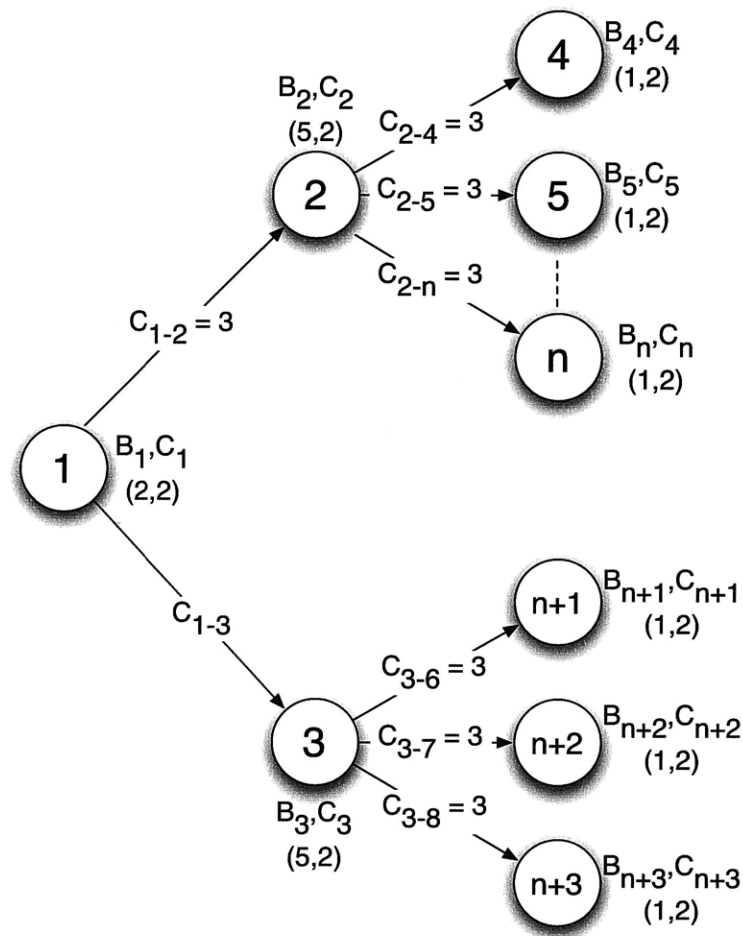 4
B₄,C₄
(1,2)
B₂,C₂
(5,2)
C₂₋₄ = 3
2
C₂₋₅ = 3
5
B₅,C₅
(1,2)
C₂₋ₙ = 3
C₁₋₂ = 3
n
Bₙ,Cₙ
(1,2)
1
B₁,C₁
(2,2)
C₁₋₃
n+1
Bₙ₊₁,Cₙ₊₁
(1,2)
C₃₋₆ = 3
3
C₃₋₇ = 3
n+2
Bₙ₊₂,Cₙ₊₂
(1,2)
B₃,C₃
(5,2)
C₃₋₈ = 3
n+3
Bₙ₊₃,Cₙ₊₃
(1,2)